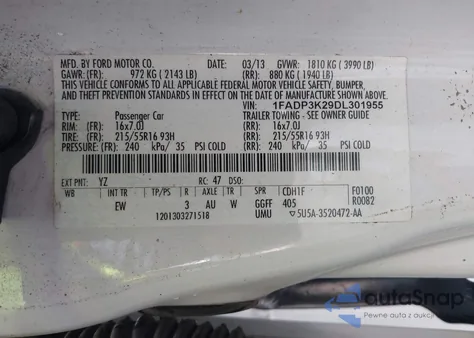 MFD. BY FORD MOTOR CO. DATE: 03/13 GVWR: 1810 KG (3990 LB)
GAWR: (FR): 972 KG (2143 LB) (RR): 880 KG (1940 LB)
THIS VEHICLE CONFORMS TO ALL APPLICABLE FEDERAL MOTOR VEHICLE SAFETY, BUMPER,
AND THEFT PREVENTION STANDARDS IN EFFECT ON THE DATE OF MANUFACTURE SHOWN ABOVE.
VIN: 1FADP3K29DL301955
TYPE: Passenger Car TRAILER TOWING - SEE OWNER GUIDE
RIM: (FR) 16x7.0J (RR) 16x7.0J
TIRE: (FR) 215/55R16 93H (RR) 215/55R16 93H
PRESSURE: (FR) 240 kPa/ 35 PSI COLD (RR) 240 kPa/ 35 PSI COLD
EXT PNT: YZ RC: 47 DSO:
WB INT TR TP/PS R AXLE TR SPR CDH1F F0100
EW 3 AU W GGFF 405 R0082
1201303271518 UMU 5U5A-3520472-AA
autoSnap
Pewne auta z aukcji